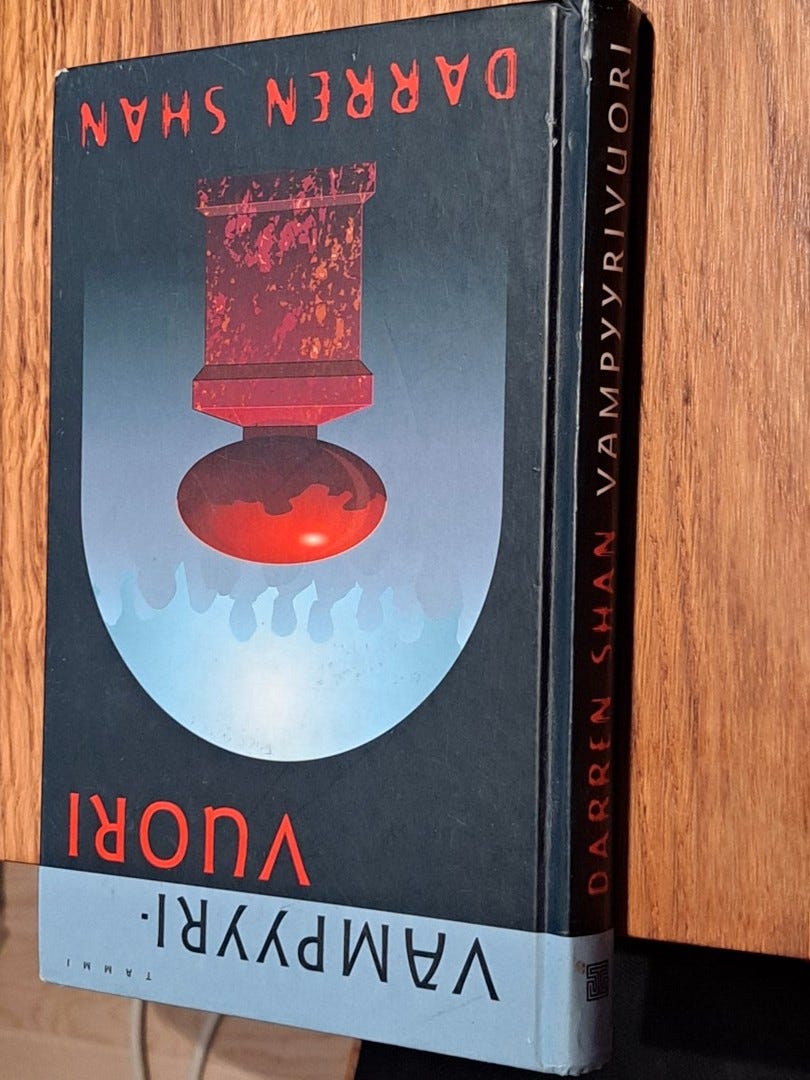 TAMMI
VAMPYYRI-
VUORI
DARREN SHAN
DARREN SHAN VAMPYYRIVUORI